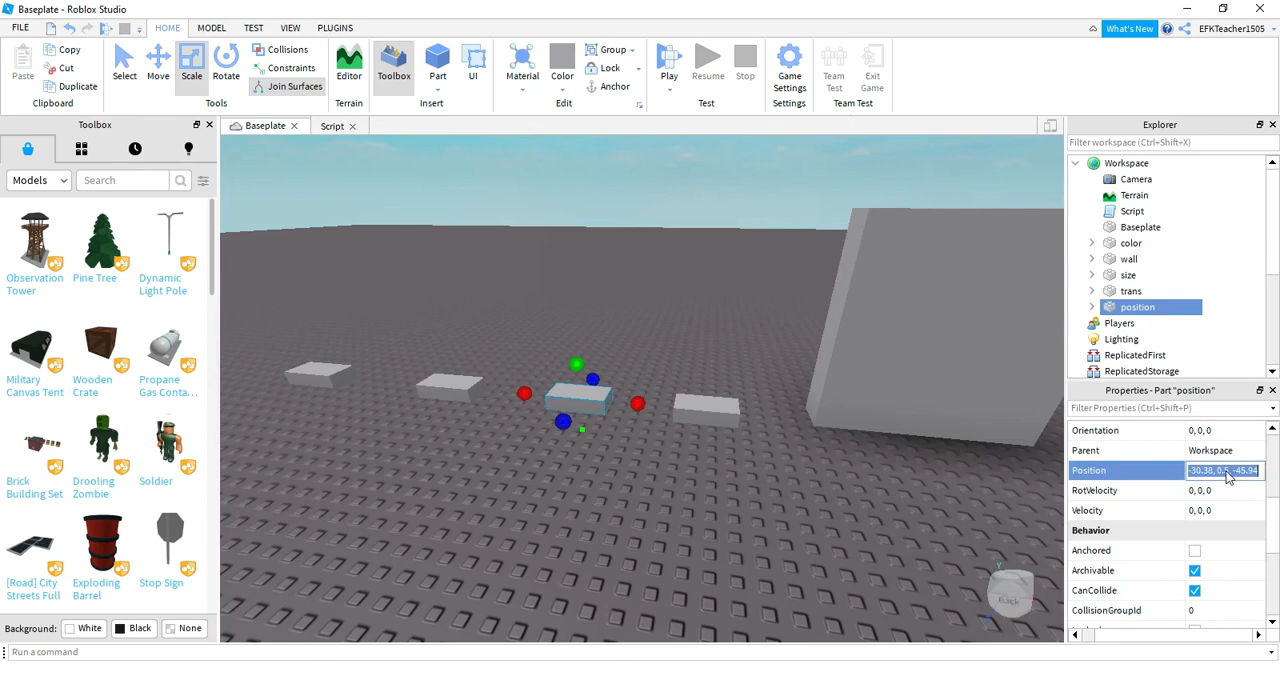 Baseplate - Roblox Studio
FILE HOME MODEL TEST VIEW PLUGINS What's New EFKTeacher1505
Paste Copy Cut Duplicate Clipboard
Select Move Scale Rotate Collisions Constraints Join Surfaces Tools
Editor Terrain
Toolbox Part UI Insert
Material Color Group Lock Anchor Edit
Play Resume Stop Test
Game Settings Settings
Team Test Exit Game Team Test
Toolbox
Models Search
Observation Tower
Pine Tree
Dynamic Light Pole
Military Canvas Tent
Wooden Crate
Propane Gas Conta...
Brick Building Set
Drooling Zombie
Soldier
[Road] City Streets Full
Exploding Barrel
Stop Sign
Background: White Black None
Baseplate Script
Y
Back
Explorer
Filter workspace (Ctrl+Shift+X)
Workspace
Camera
Terrain
Script
Baseplate
color
wall
size
trans
position
Players
Lighting
ReplicatedFirst
ReplicatedStorage
Properties - Part "position"
Filter Properties (Ctrl+Shift+P)
Orientation 0, 0, 0
Parent Workspace
Position -30.38, 0.5, -45.94
RotVelocity 0, 0, 0
Velocity 0, 0, 0
Behavior
Anchored
Archivable
CanCollide
CollisionGroupId 0
Run a command